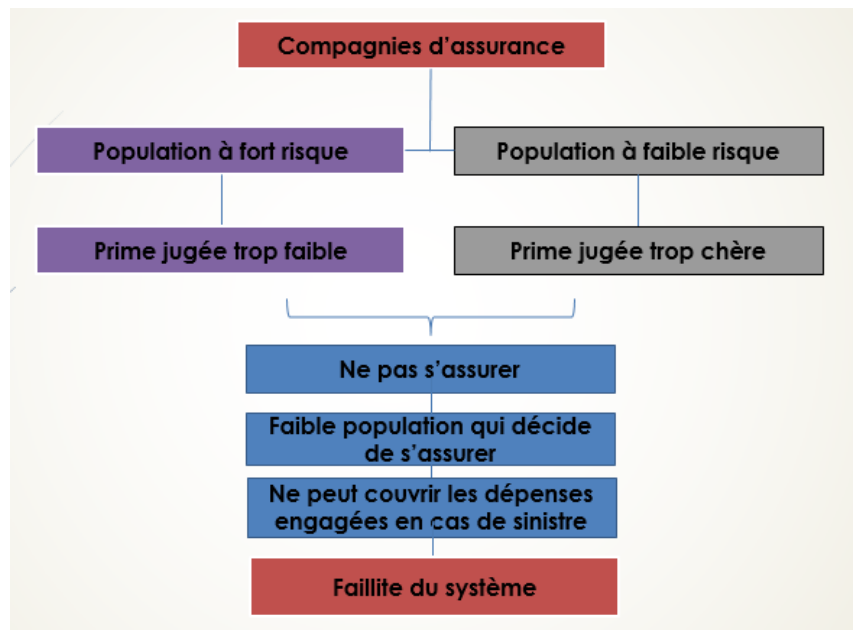 Compagnies d'assurance
Population à fort risque
Population à faible risque
Prime jugée trop faible
Prime jugée trop chère
Ne pas s'assurer
Faible population qui décide
de s'assurer
Ne peut couvrir les dépenses
engagées en cas de sinistre
Faillite du système